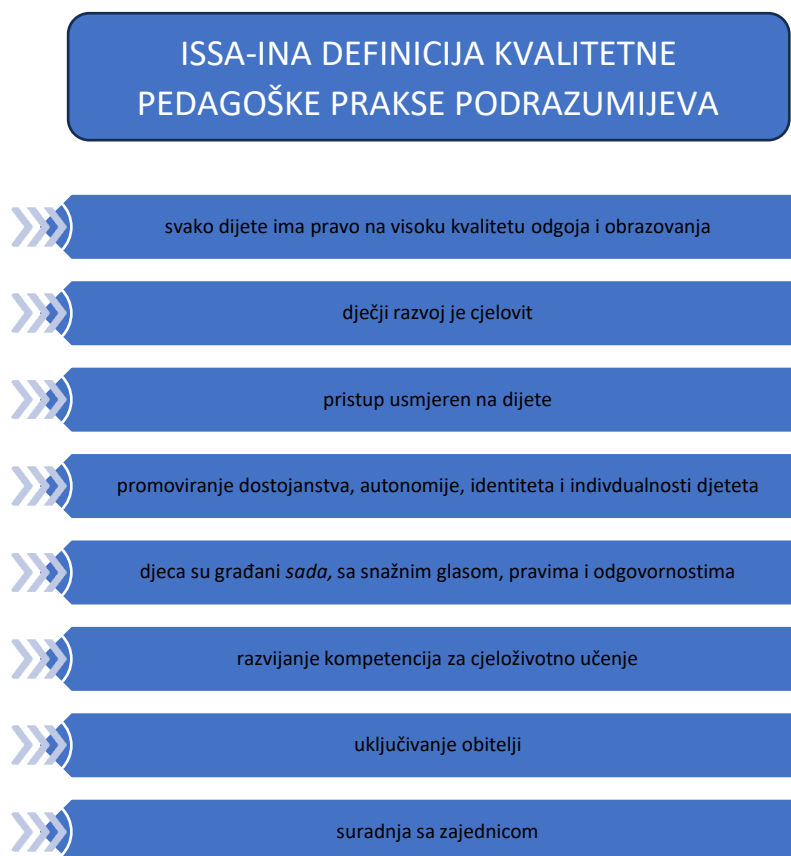 ISSA-INA DEFINICIJA KVALITETNE
PEDAGOŠKE PRAKSE PODRAZUMIJEVA
svako dijete ima pravo na visoku kvalitetu odgoja i obrazovanja
dječji razvoj je cjelovit
pristup usmjeren na dijete
promoviranje dostojanstva, autonomije, identiteta i indivdualnosti djeteta
djeca su građani sada, sa snažnim glasom, pravima i odgovornostima
razvijanje kompetencija za cjeloživotno učenje
uključivanje obitelji
suradnja sa zajednicom